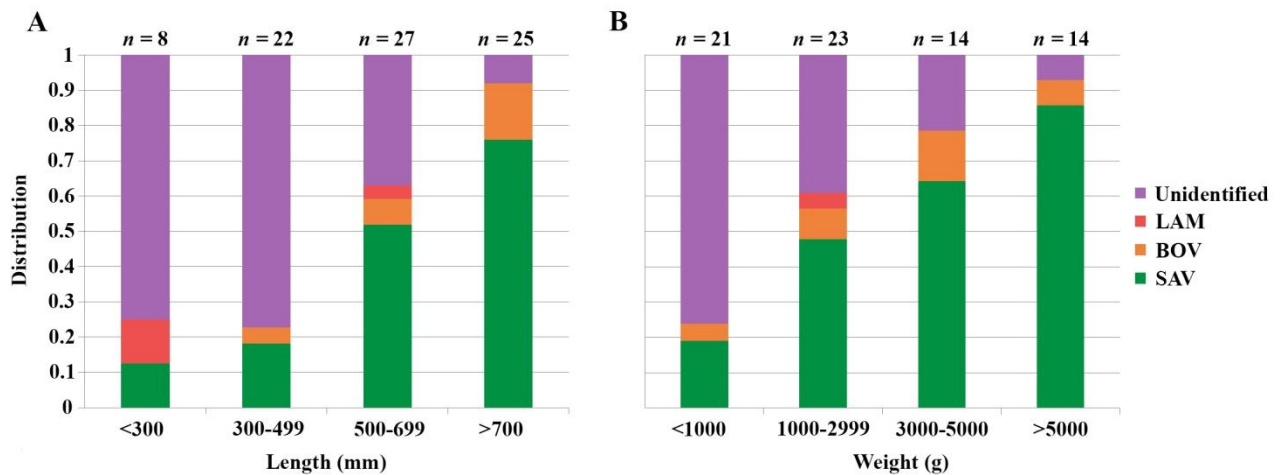 A
B
n = 8
n = 22
n = 27
n = 25
n = 21
n = 23
n = 14
n = 14
1
0.9
0.8
0.7
0.6
0.5
0.4
0.3
0.2
0.1
0
Distribution
<300
300-499
500-699
>700
Length (mm)
<1000
1000-2999
3000-5000
>5000
Weight (g)
Unidentified
LAM
BOV
SAV